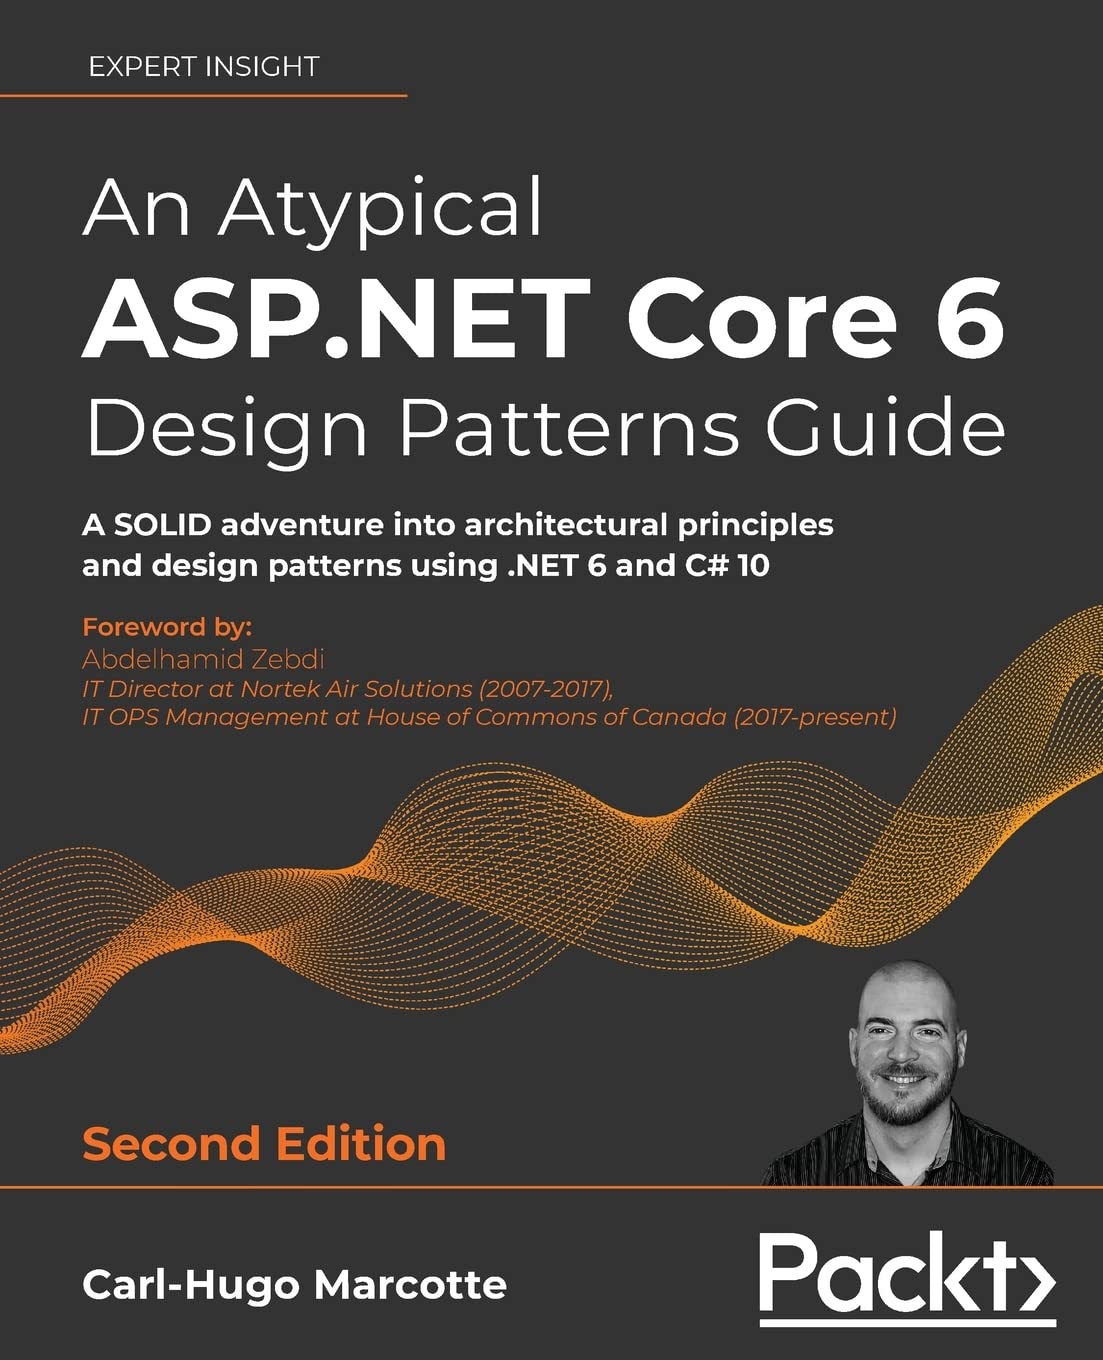 EXPERT INSIGHT
An Atypical
ASP.NET Core 6
Design Patterns Guide
A SOLID adventure into architectural principles
and design patterns using .NET 6 and C# 10
Foreword by:
Abdelhamid Zebdi
IT Director at Nortek Air Solutions (2007-2017),
IT OPS Management at House of Commons of Canada (2017-present)
Second Edition
Carl-Hugo Marcotte
Packt